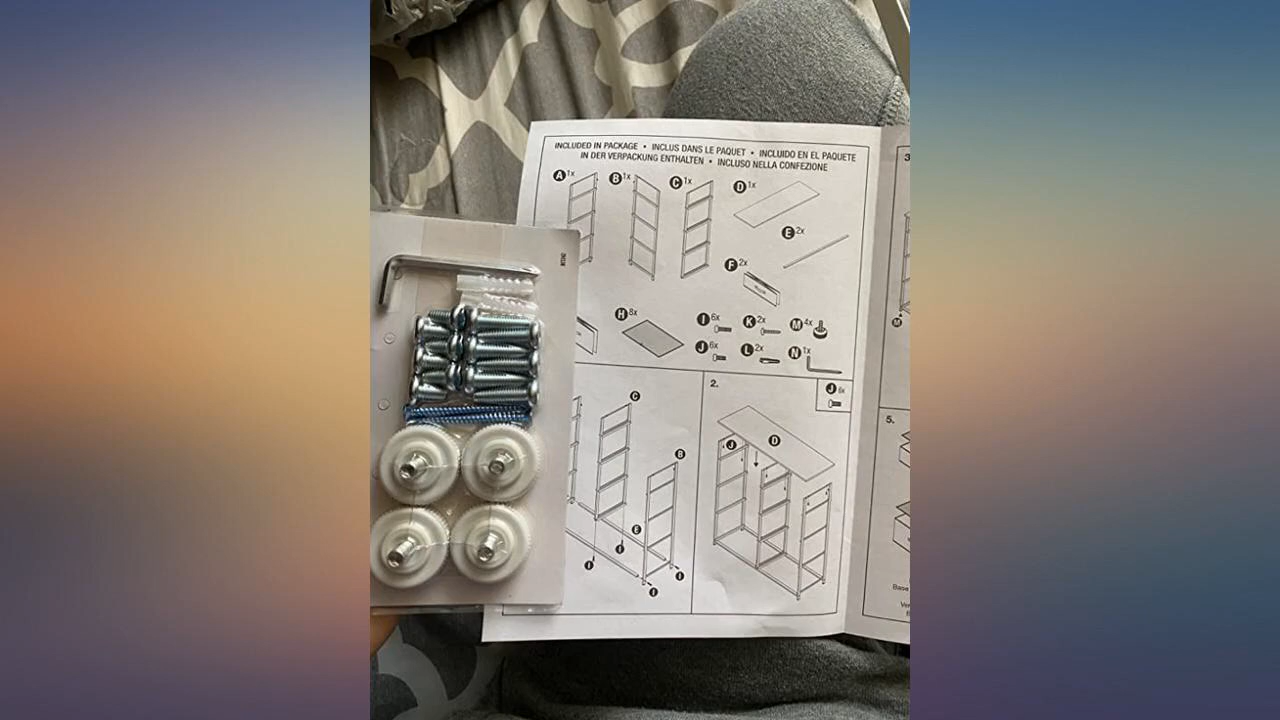 INCLUDED IN PACKAGE • INCLUS DANS LE PAQUET • INCLUIDO EN EL PAQUETE
IN DER VERPACKUNG ENTHALTEN • INCLUSO NELLA CONFEZIONE
A 1x B 1x C 1x D 1x
E 2x
F 2x
H 8x I 6x K 2x M 4x
J 6x L 2x N 1x
2. J 6x
C
B
J D
E
I I I I
3
M
5.
Base